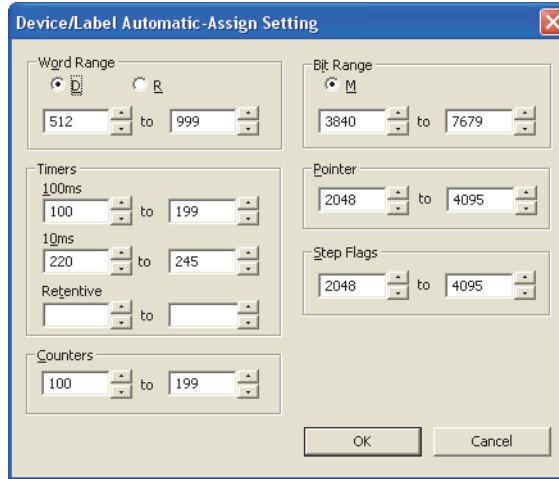 Device/Label Automatic-Assign Setting
Word Range
D
R
512 to 999
Timers
100ms
100 to 199
10ms
220 to 245
Retentive
to
Counters
100 to 199
Bit Range
M
3840 to 7679
Pointer
2048 to 4095
Step Flags
2048 to 4095
OK
Cancel